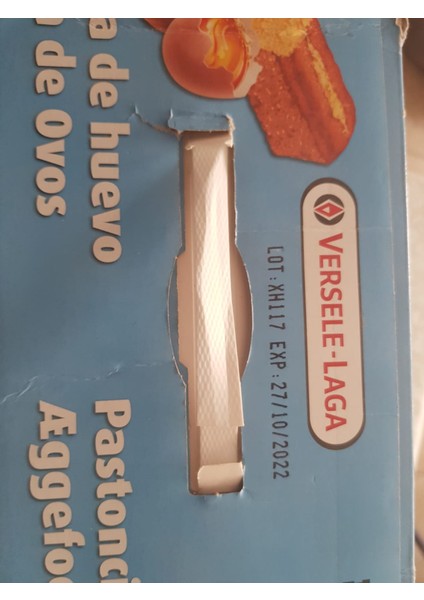 VERSELE-LAGA
LOT:XH117 EXP:27/10/2022
a de huevo
a de Ovos
Pastonci
Æggefo